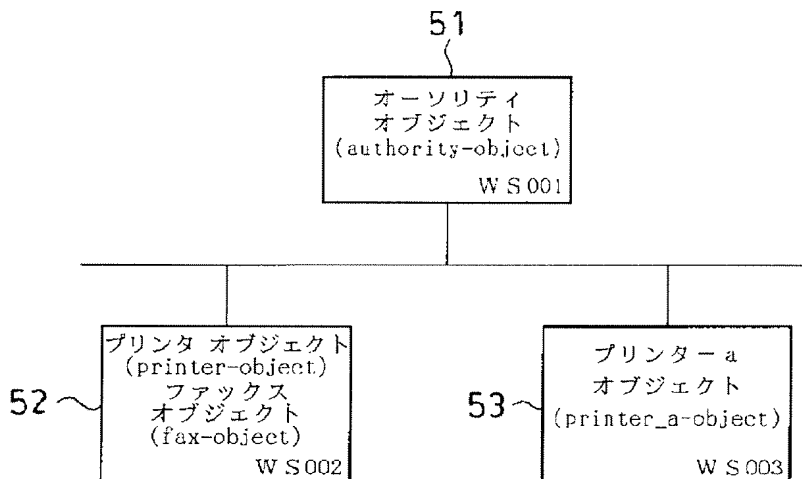 51
オーソリティ
オブジェクト
(authority-object)
WS001
52
プリンタ オブジェクト
(printer-object)
ファックス
オブジェクト
(fax-object)
WS002
53
プリンターa
オブジェクト
(printer_a-object)
WS003